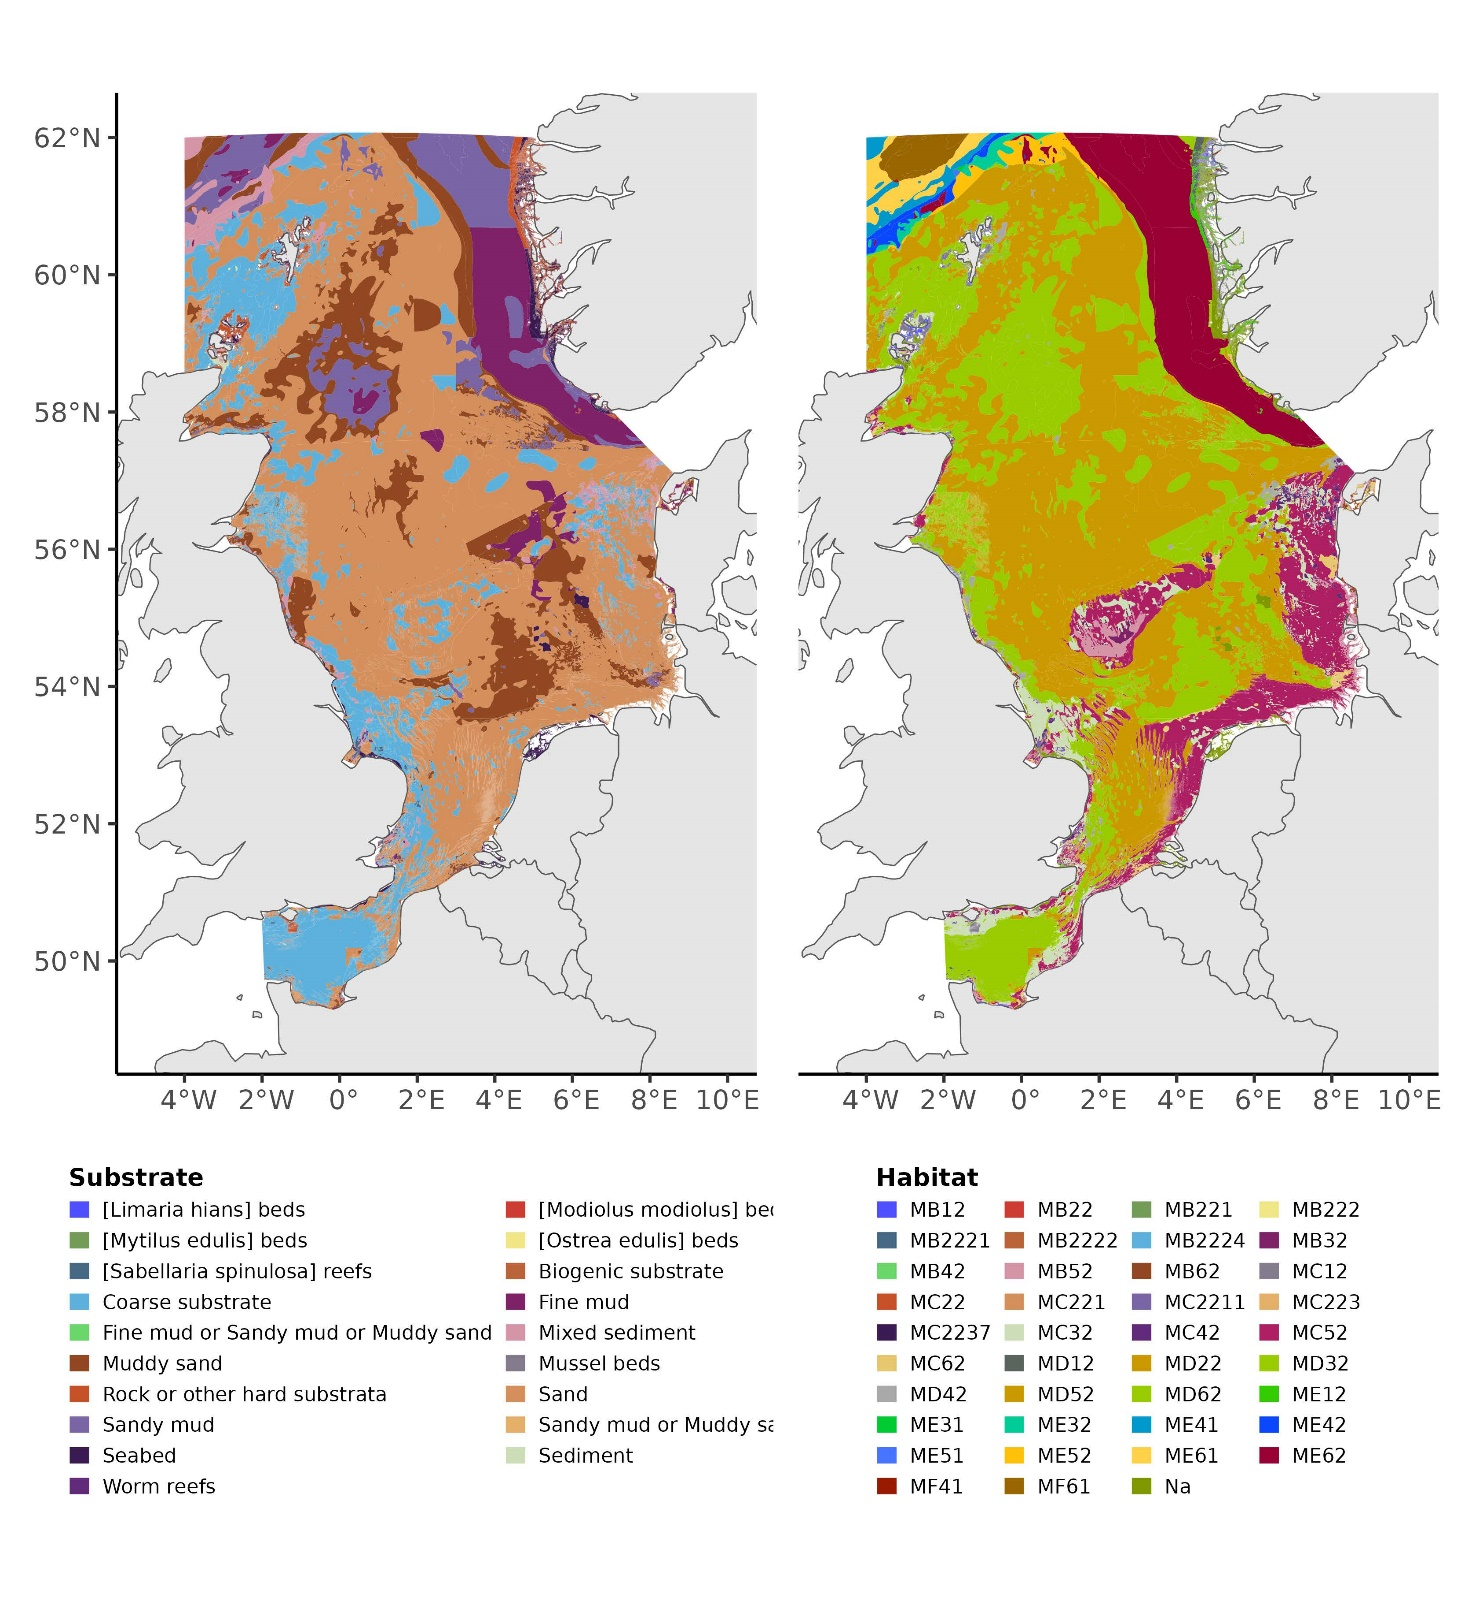 62°N
60°N
58°N
56°N
54°N
52°N
50°N
4°W 2°W 0° 2°E 4°E 6°E 8°E 10°E
4°W 2°W 0° 2°E 4°E 6°E 8°E 10°E
Substrate
[Limaria hians] beds [Modiolus modiolus] bec
[Mytilus edulis] beds [Ostrea edulis] beds
[Sabellaria spinulosa] reefs Biogenic substrate
Coarse substrate Fine mud
Fine mud or Sandy mud or Muddy sand Mixed sediment
Muddy sand Mussel beds
Rock or other hard substrata Sand
Sandy mud Sandy mud or Muddy sa
Seabed Sediment
Worm reefs
Habitat
MB12 MB22 MB221 MB222
MB2221 MB2222 MB2224 MB32
MB42 MB52 MB62 MC12
MC22 MC221 MC2211 MC223
MC2237 MC32 MC42 MC52
MC62 MD12 MD22 MD32
MD42 MD52 MD62 ME12
ME31 ME32 ME41 ME42
ME51 ME52 ME61 ME62
MF41 MF61 Na